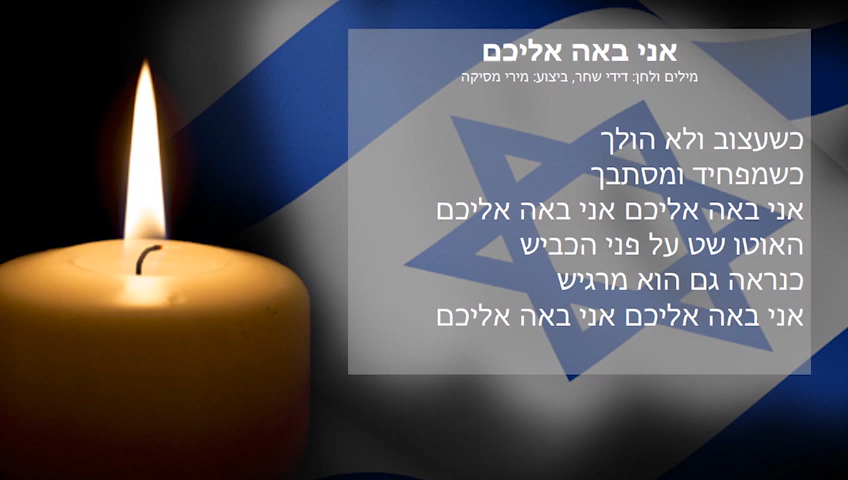 אני באה אליכם
מילים ולחן: דידי שחר, ביצוע: מירי מסיקה
כשעצוב ולא הולך
כשמפחיד ומסתבך
אני באה אליכם אני באה אליכם
האוטו שט על פני הכביש
כנראה גם הוא מרגיש
אני באה אליכם אני באה אליכם